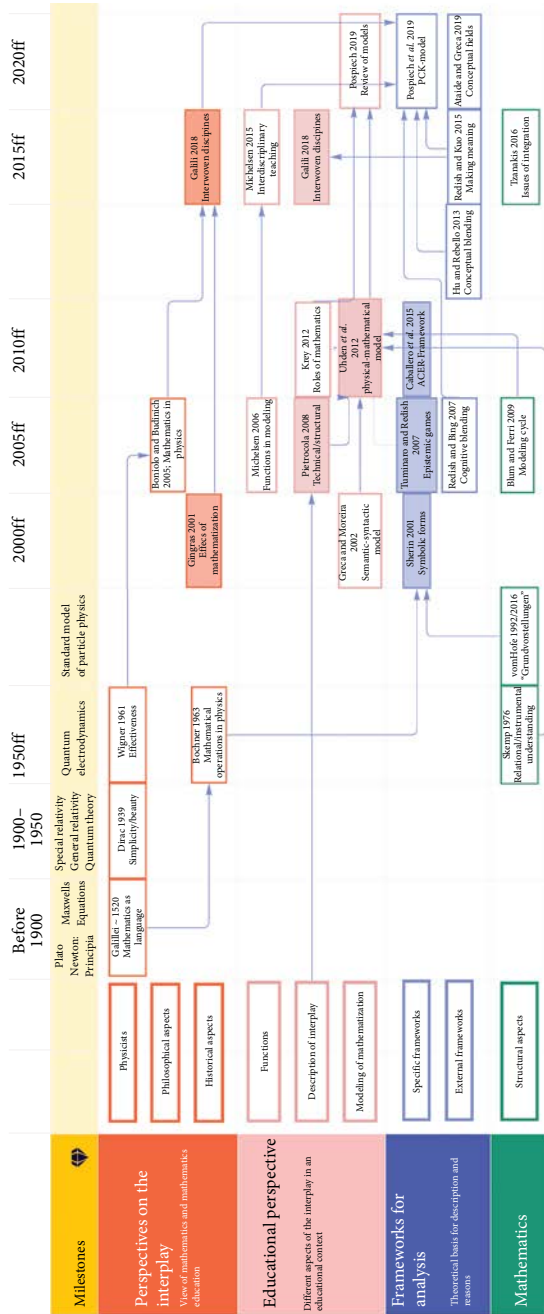 Before
1900
1900–
1950
1950ff
2000ff
2005ff
2010ff
2015ff
2020ff
Milestones
Plato
Newton:
Principia
Maxwells
Equations
Special relativity
General relativity
Quantum theory
Quantum
electrodynamics
Standard model
of particle physics
Perspectives on the
interplay
View of mathematics and mathematics
education
Physicists
Philosophical aspects
Historical aspects
Galillei ~ 1520
Mathematics as
language
Dirac 1939
Simplicity/beauty
Wigner 1961
Effectiveness
Boniolo and Budinich
2005; Mathematics in
physics
Bochner 1963
Mathematical
operations in physics
Gingras 2001
Effecs of
mathematization
Galili 2018
Interwoven discipines
Educational perspective
Different aspects of the interplay in an
educational context
Functions
Description of interplay
Modeling of mathematization
Michelsen 2006
Functions in modeling
Michelsen 2015
Interdisciplinary
teaching
Pietrocola 2008
Technical/structural
Krey 2012
Roles of mathematics
Galili 2018
Interwoven discipines
Greca and Moreira
2002
Semantic-syntactic
model
Uhden et al.
2012
physical-mathematical
model
Pospiech 2019
Review of models
Frameworks for
analysis
Theoretical basis for description and
reasons
Specific frameworks
External frameworks
Sherin 2001
Symbolic forms
Tuminaro and Redish
2007
Epistemic games
Caballero et al. 2015
ACER-Framework
Pospiech et al. 2019
PCK-model
Redish and Bing 2007
Cognitive blending
Hu and Rebello 2013
Conceptual blending
Redish and Kuo 2015
Making meaning
Ataide and Greca 2019
Conceptual fields
Mathematics
Structural aspects
Skemp 1976
Relational/instrumental
understanding
vomHofe 1992/2016
"Grundvorstellungen"
Blum and Ferri 2009
Modeling cycle
Tzanakis 2016
Issues of integration